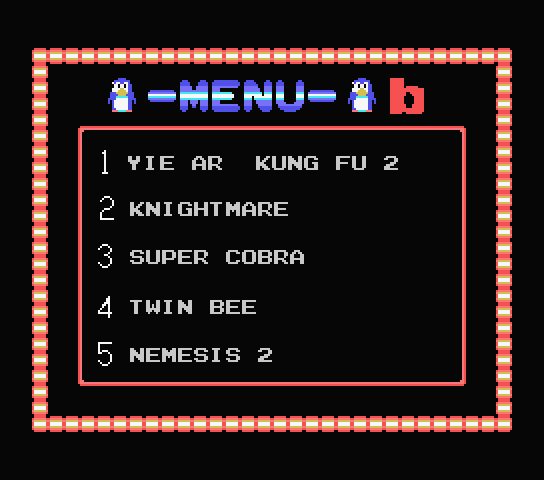 -MENU- b
1 YIE AR KUNG FU 2
2 KNIGHTMARE
3 SUPER COBRA
4 TWIN BEE
5 NEMESIS 2